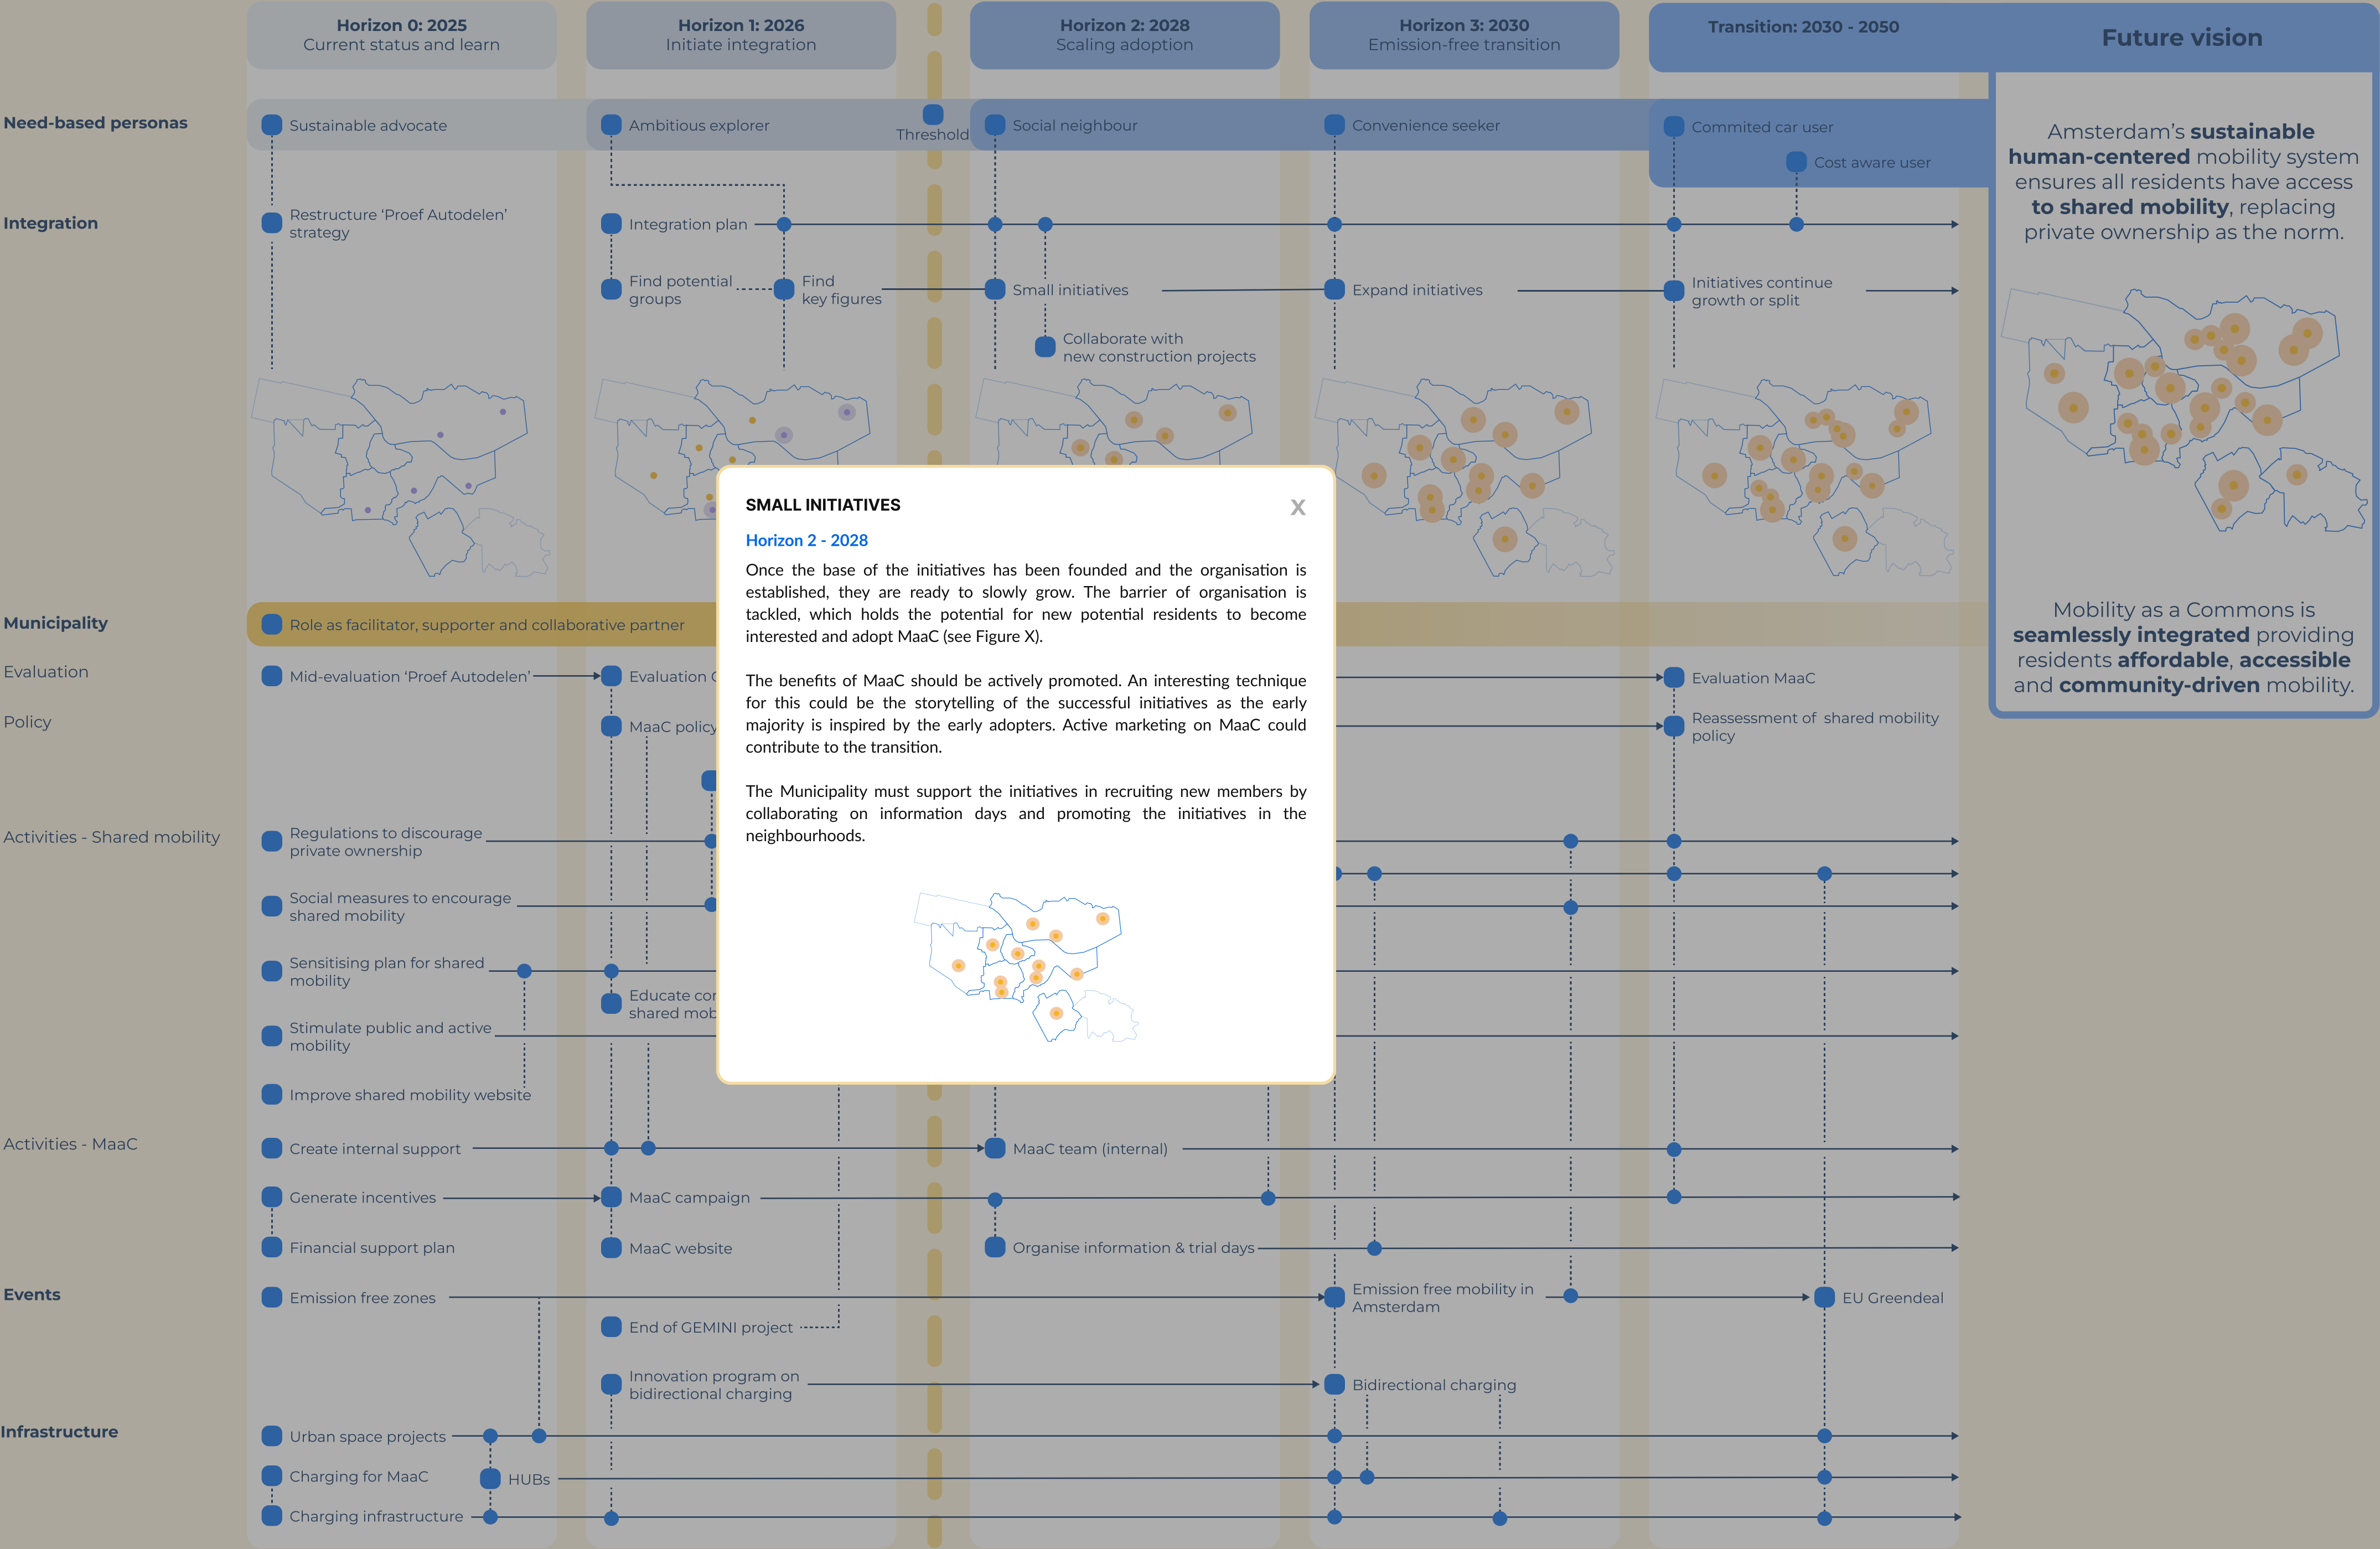 Horizon 0: 2025
Current status and learn
Horizon 1: 2026
Initiate integration
Horizon 2: 2028
Scaling adoption
Horizon 3: 2030
Emission-free transition
Transition: 2030 - 2050
Future vision
Need-based personas
Sustainable advocate
Ambitious explorer
Threshold
Social neighbour
Convenience seeker
Commited car user
Cost aware user
Integration
Restructure ‘Proef Autodelen’
strategy
Integration plan
Find potential
groups
Find
key figures
Small initiatives
Expand initiatives
Initiatives continue
growth or split
Collaborate with
new construction projects
Amsterdam’s sustainable
human-centered mobility system
ensures all residents have access
to shared mobility, replacing
private ownership as the norm.
Mobility as a Commons is
seamlessly integrated providing
residents affordable, accessible
and community-driven mobility.
SMALL INITIATIVES
X
Horizon 2 - 2028
Once the base of the initiatives has been founded and the organisation is
established, they are ready to slowly grow. The barrier of organisation is
tackled, which holds the potential for new potential residents to become
interested and adopt MaaC (see Figure X).
The benefits of MaaC should be actively promoted. An interesting technique
for this could be the storytelling of the successful initiatives as the early
majority is inspired by the early adopters. Active marketing on MaaC could
contribute to the transition.
The Municipality must support the initiatives in recruiting new members by
collaborating on information days and promoting the initiatives in the
neighbourhoods.
Municipality
Role as facilitator, supporter and collaborative partner
Evaluation
Mid-evaluation ‘Proef Autodelen’
Evaluation
Evaluation MaaC
Policy
MaaC policy
Reassessment of shared mobility
policy
Activities - Shared mobility
Regulations to discourage
private ownership
Social measures to encourage
shared mobility
Sensitising plan for shared
mobility
Educate
shared
Stimulate public and active
mobility
Improve shared mobility website
Activities - MaaC
Create internal support
MaaC team (internal)
Generate incentives
MaaC campaign
Financial support plan
MaaC website
Organise information & trial days
Events
Emission free zones
Emission free mobility in
Amsterdam
EU Greendeal
End of GEMINI project
Innovation program on
bidirectional charging
Bidirectional charging
Infrastructure
Urban space projects
Charging for MaaC
HUBs
Charging infrastructure